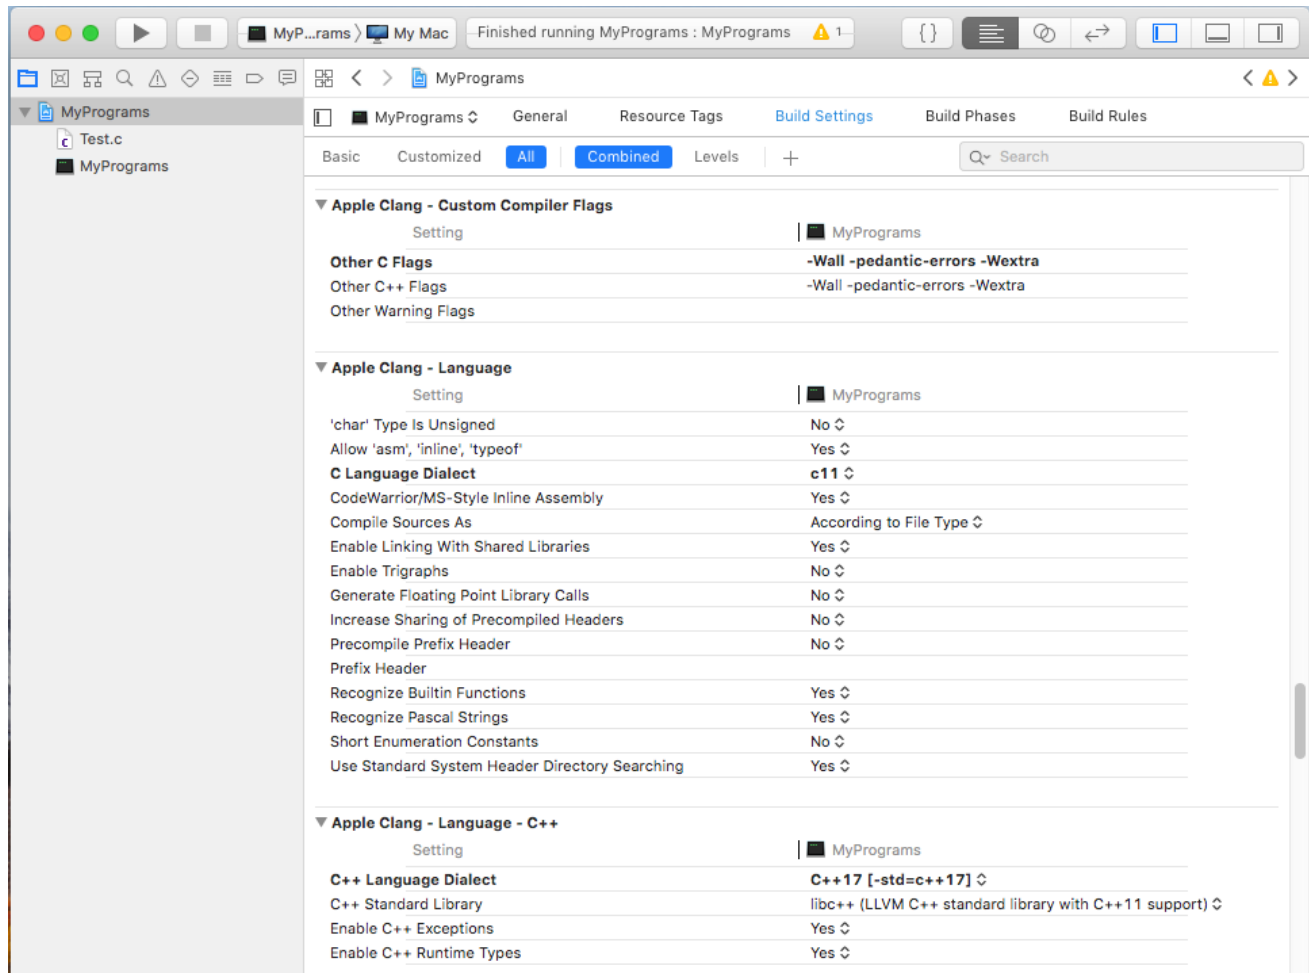 MyP...rams 〉 My Mac Finished running MyPrograms : MyPrograms 1
MyPrograms
MyPrograms
Test.c
MyPrograms
MyPrograms General Resource Tags Build Settings Build Phases Build Rules
Basic Customized All Combined Levels + Search
Apple Clang - Custom Compiler Flags
Setting MyPrograms
Other C Flags -Wall -pedantic-errors -Wextra
Other C++ Flags -Wall -pedantic-errors -Wextra
Other Warning Flags
Apple Clang - Language
Setting MyPrograms
'char' Type Is Unsigned No
Allow 'asm', 'inline', 'typeof' Yes
C Language Dialect c11
CodeWarrior/MS-Style Inline Assembly Yes
Compile Sources As According to File Type
Enable Linking With Shared Libraries Yes
Enable Trigraphs No
Generate Floating Point Library Calls No
Increase Sharing of Precompiled Headers No
Precompile Prefix Header No
Prefix Header
Recognize Builtin Functions Yes
Recognize Pascal Strings Yes
Short Enumeration Constants No
Use Standard System Header Directory Searching Yes
Apple Clang - Language - C++
Setting MyPrograms
C++ Language Dialect C++17 [-std=c++17]
C++ Standard Library libc++ (LLVM C++ standard library with C++11 support)
Enable C++ Exceptions Yes
Enable C++ Runtime Types Yes